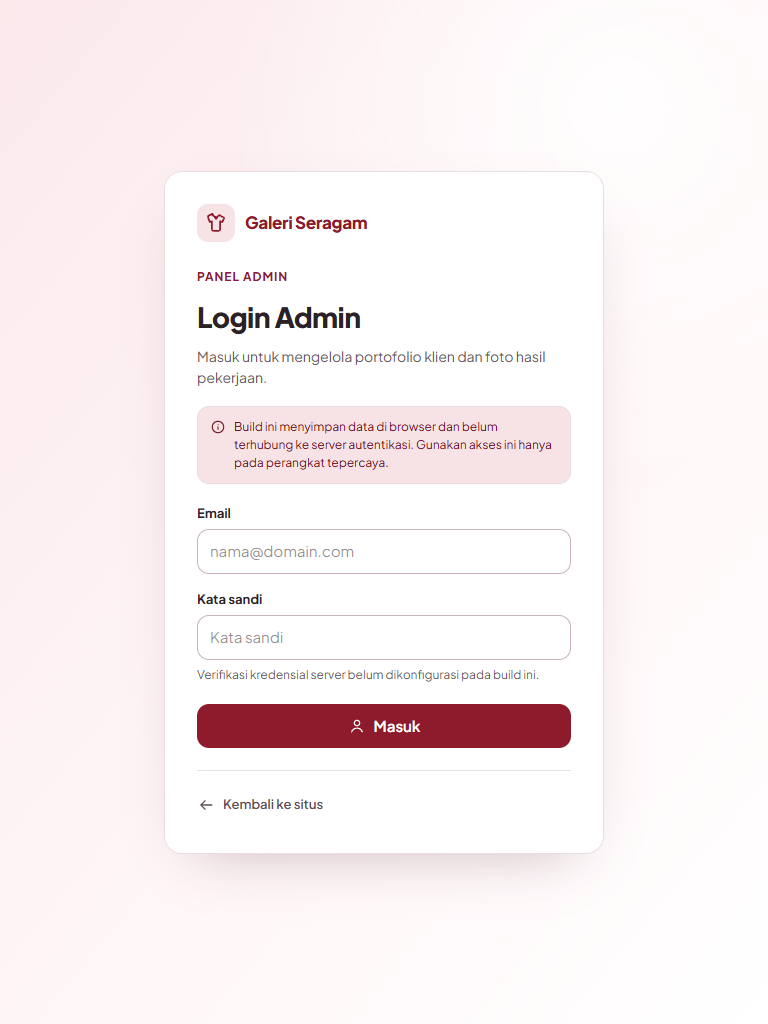 Galeri Seragam
PANEL ADMIN
Login Admin
Masuk untuk mengelola portofolio klien dan foto hasil
pekerjaan.
Build ini menyimpan data di browser dan belum
terhubung ke server autentikasi. Gunakan akses ini hanya
pada perangkat tepercaya.
Email
nama@domain.com
Kata sandi
Kata sandi
Verifikasi kredensial server belum dikonfigurasi pada build ini.
Masuk
Kembali ke situs